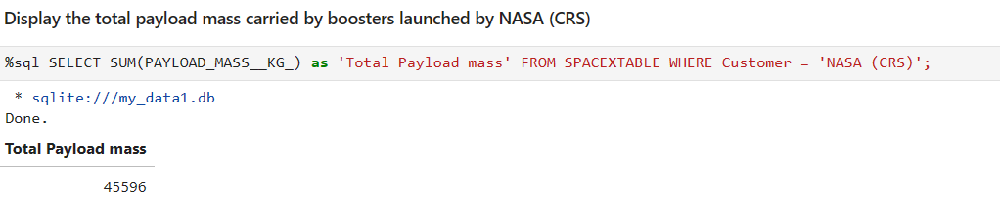 Display the total payload mass carried by boosters launched by NASA (CRS)
%sql SELECT SUM(PAYLOAD_MASS__KG_) as 'Total Payload mass' FROM SPACEXTABLE WHERE Customer = 'NASA (CRS)';
* sqlite:///my_data1.db
Done.
Total Payload mass
45596